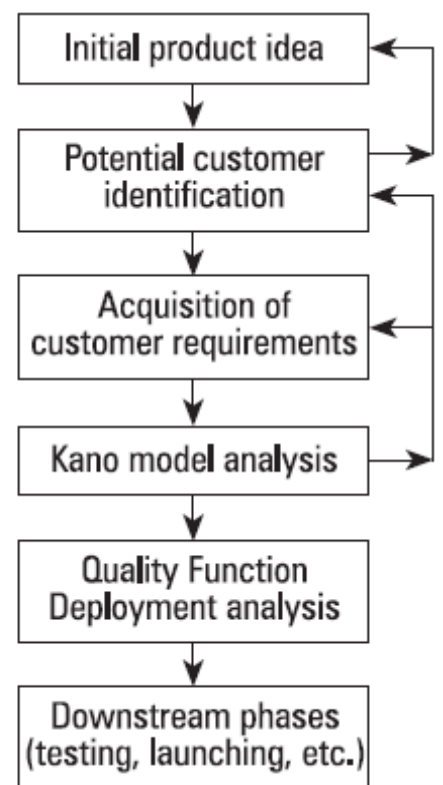 Initial product idea
Potential customer
identification
Acquisition of
customer requirements
Kano model analysis
Quality Function
Deployment analysis
Downstream phases
(testing, launching, etc.)